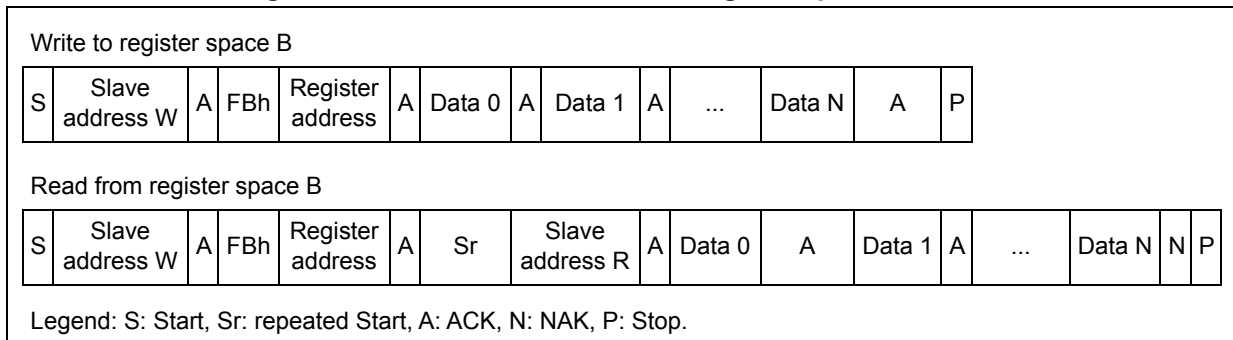 Write to register space B
S Slave address W A FBh Register address A Data 0 A Data 1 A ... Data N A P
Read from register space B
S Slave address W A FBh Register address A Sr Slave address R A Data 0 A Data 1 A ... Data N N P
Legend: S: Start, Sr: repeated Start, A: ACK, N: NAK, P: Stop.